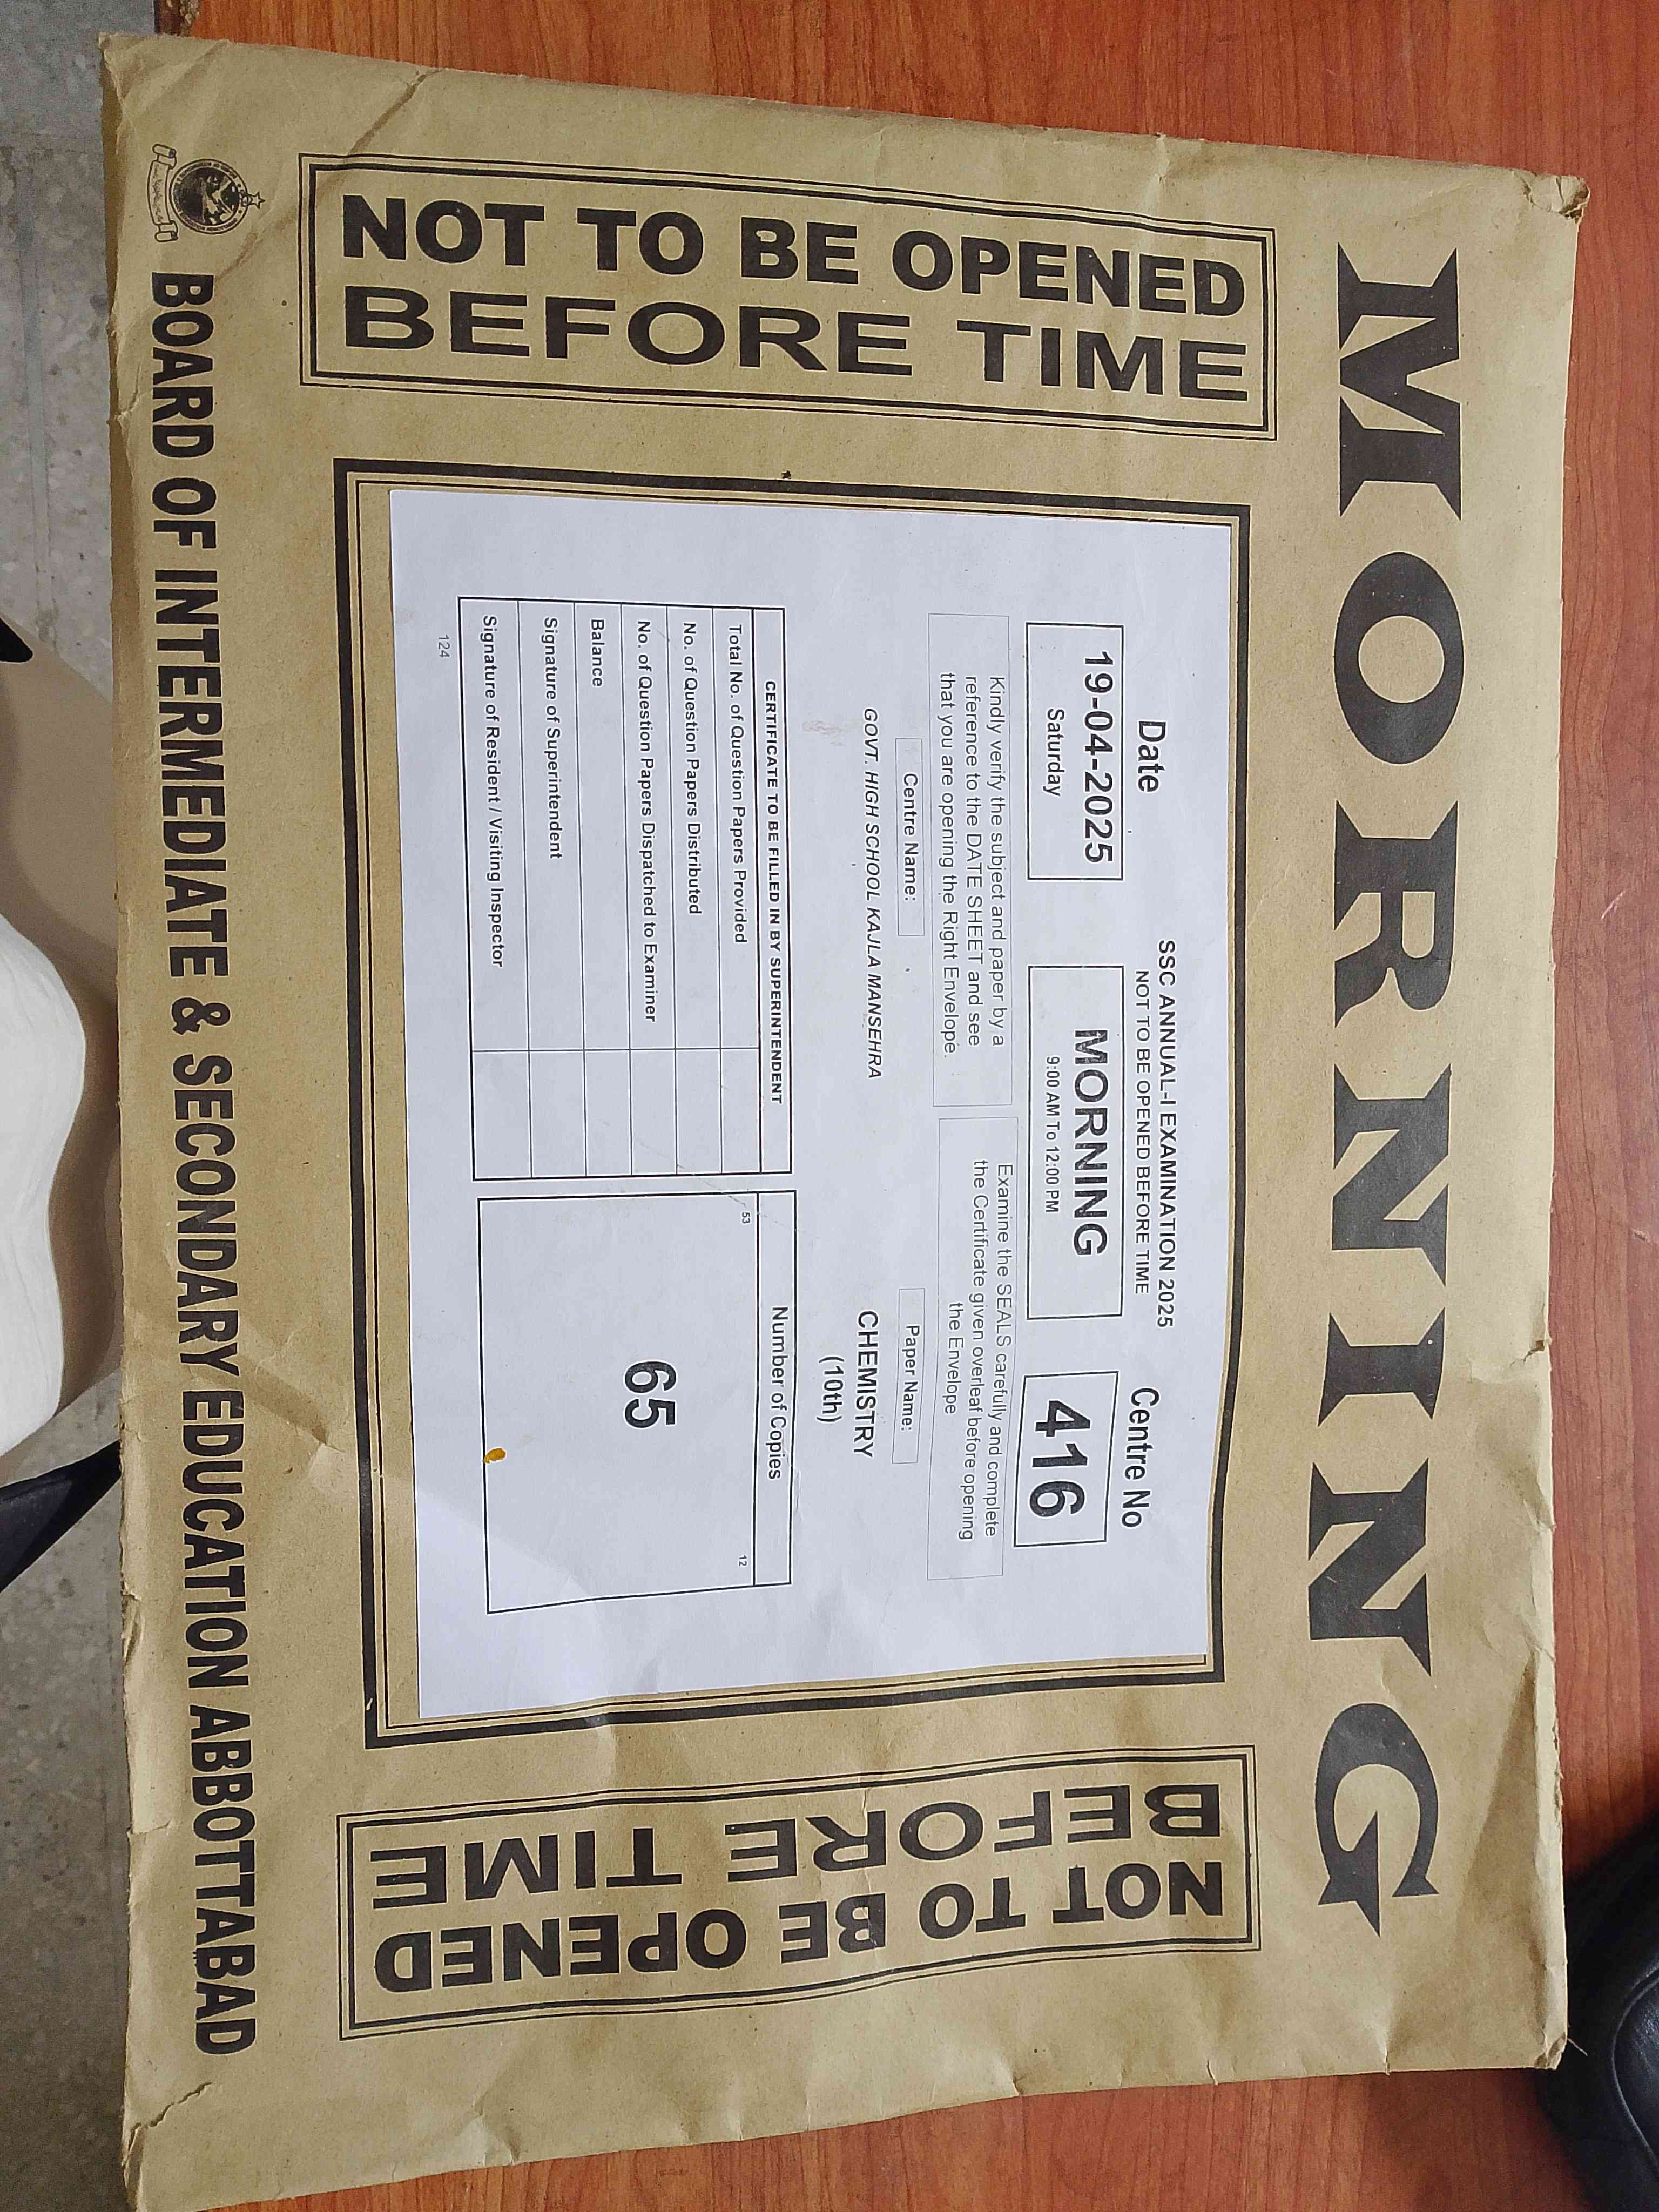 MORNING
NOT TO BE OPENED
BEFORE TIME
SSC ANNUAL-I EXAMINATION 2025
NOT TO BE OPENED BEFORE TIME
Date
19-04-2025
Saturday
MORNING
9:00 AM To 12:00 PM
Centre No
416
Kindly verify the subject and paper by a
reference to the DATE SHEET and see
that you are opening the Right Envelope.
Examine the SEALS carefully and complete
the Certificate given overleaf before opening
the Envelope
Centre Name:
GOVT. HIGH SCHOOL KAJLA MANSEHRA
Paper Name:
CHEMISTRY
(10th)
CERTIFICATE TO BE FILLED IN BY SUPERINTENDENT
Total No. of Question Papers Provided
No. of Question Papers Distributed
No. of Question Papers Dispatched to Examiner
Balance
Signature of Superintendent
Signature of Resident / Visiting Inspector
124
Number of Copies
53
12
65
NOT TO BE OPENED
BEFORE TIME
BOARD OF INTERMEDIATE & SECONDARY EDUCATION ABBOTTABAD